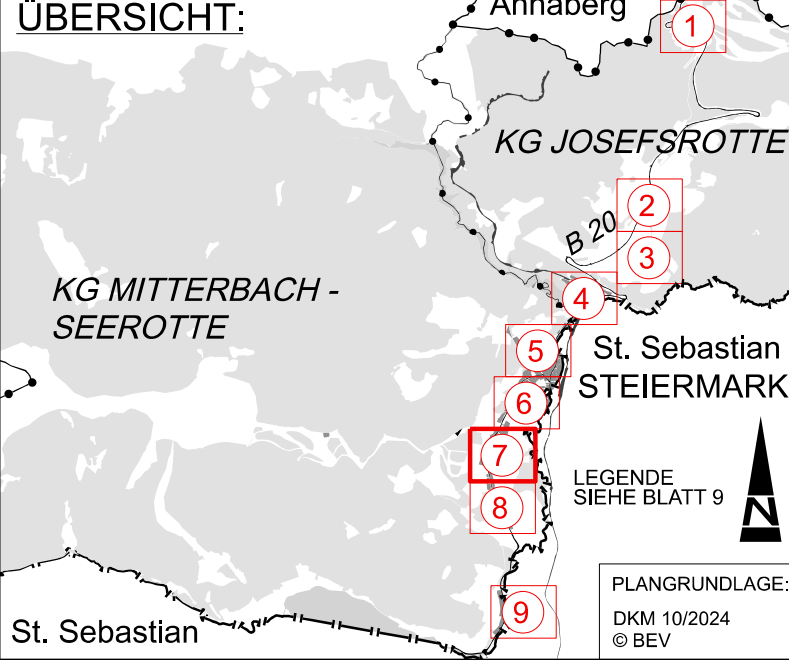 ÜBERSICHT:
Annaberg
1
KG JOSEFSROTTE
2
B 20
3
KG MITTERBACH -
SEEROTTE
4
5
St. Sebastian
STEIERMARK
6
7
LEGENDE
SIEHE BLATT 9
8
N
PLANGRUNDLAGE:
DKM 10/2024
© BEV
9
St. Sebastian